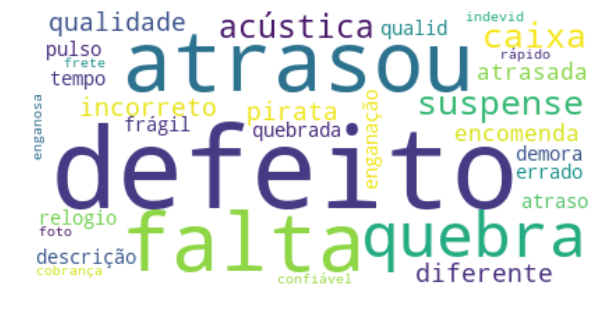 indevid
qualidade
acústica
qualid
caixa
pulso
atrasou
rápido
frete
tempo
atrasada
enganosa
incorreto
pirata
enganação
suspense
frágil
quebrada
encomenda
defeito
demora
errado
atraso
relogio
falta
quebra
foto
descrição
diferente
cobrança
confiável